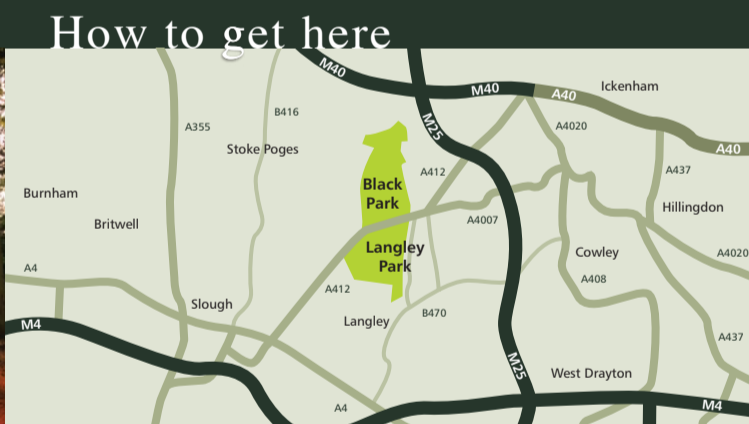 How to get here
M40
M40
A40
Ickenham
A355
B416
M25
A4020
Stoke Poges
A40
A412
A437
Black
Park
Burnham
Hillingdon
Britwell
A4007
Langley
Park
Cowley
A4020
A4
A408
A412
Slough
B470
Langley
M4
A437
M25
West Drayton
A4
M4